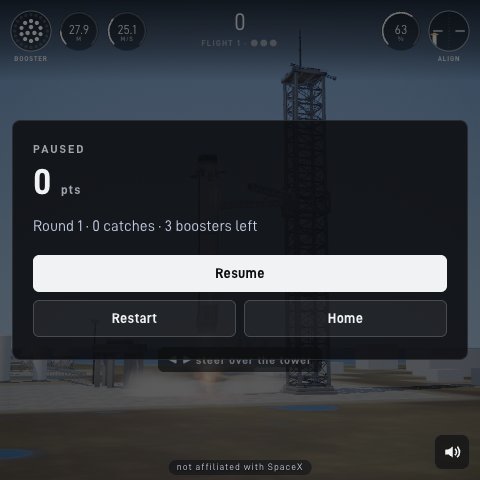 0
27.9
M
25.1
M/S
63
%
FLIGHT 1 ·
BOOSTER
ALIGN
PAUSED
0 pts
Round 1 · 0 catches · 3 boosters left
Resume
Restart
Home
◄ ► steer over the tower
not affiliated with SpaceX